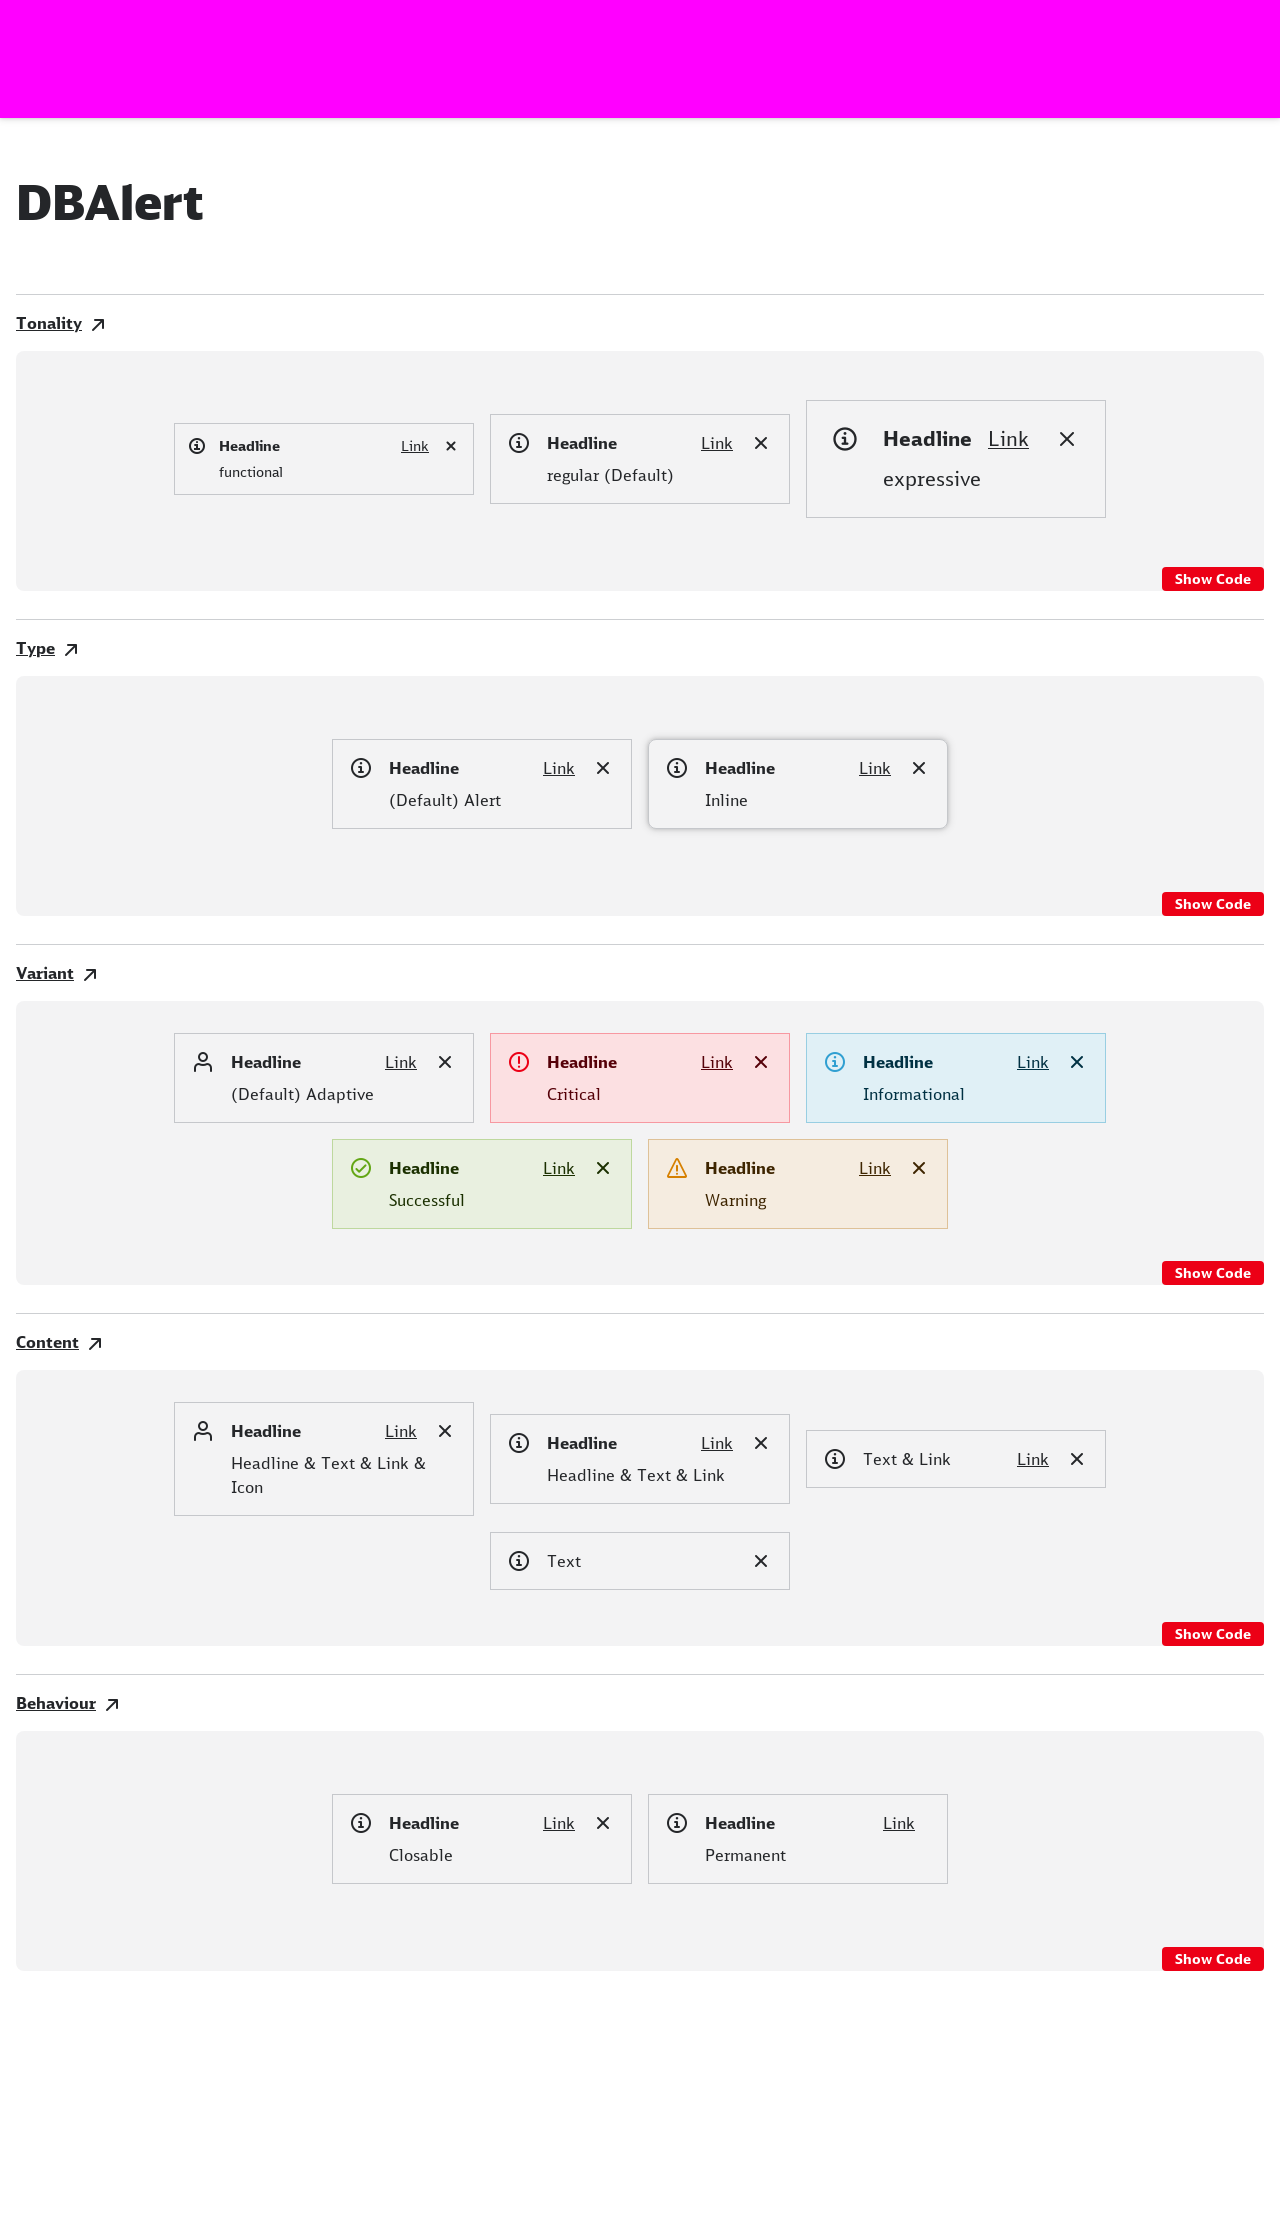 DBAlert
Tonality
Headline Link
functional
Headline Link
regular (Default)
Headline Link
expressive
Show Code
Type
Headline Link
(Default) Alert
Headline Link
Inline
Show Code
Variant
Headline Link
(Default) Adaptive
Headline Link
Critical
Headline Link
Informational
Headline Link
Successful
Headline Link
Warning
Show Code
Content
Headline Link
Headline & Text & Link &
Icon
Headline Link
Headline & Text & Link
Text & Link Link
Text
Show Code
Behaviour
Headline Link
Closable
Headline Link
Permanent
Show Code